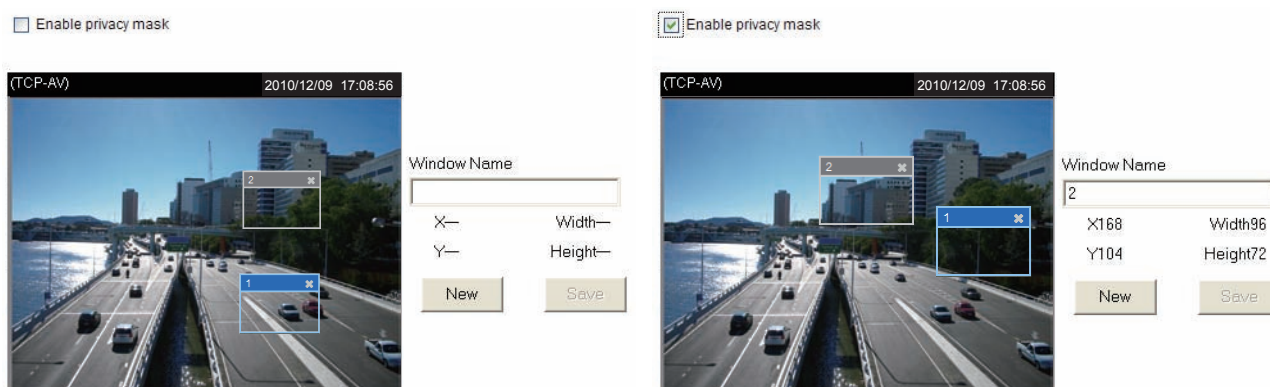 Enable privacy mask
(TCP-AV) 2010/12/09 17:08:56
2
1
Window Name
X— Width—
Y— Height—
New Save
Enable privacy mask
(TCP-AV) 2010/12/09 17:08:56
2
1
Window Name
2
X168 Width96
Y104 Height72
New Save